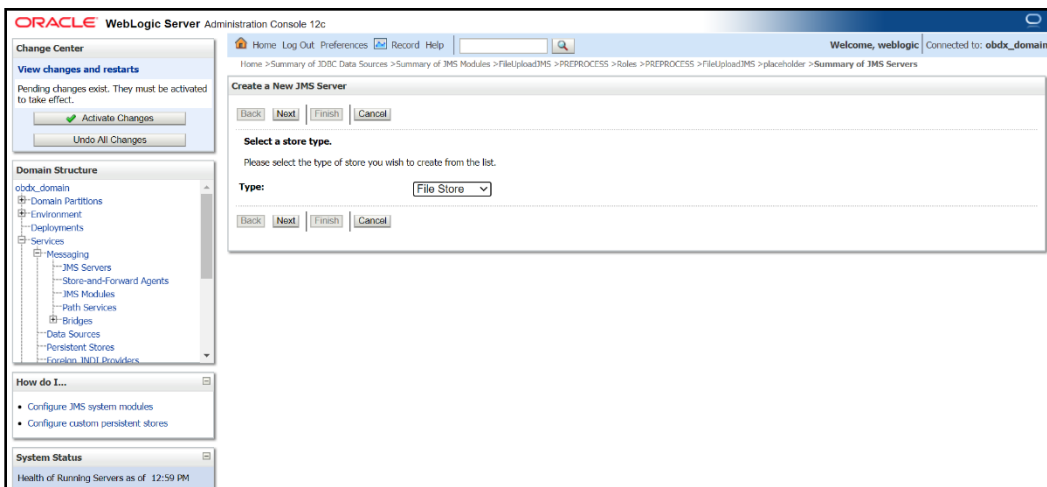 ORACLE WebLogic Server Administration Console 12c
Change Center
View changes and restarts
Pending changes exist. They must be activated
to take effect.
Activate Changes
Undo All Changes
Domain Structure
obdx_domain
Domain Partitions
Environment
Deployments
Services
Messaging
JMS Servers
Store-and-Forward Agents
JMS Modules
Path Services
Bridges
Data Sources
Persistent Stores
Foreign JNDI Providers
How do I...
Configure JMS system modules
Configure custom persistent stores
System Status
Health of Running Servers as of 12:59 PM
Home Log Out Preferences Record Help
Welcome, weblogic Connected to: obdx_domain
Home >Summary of JDBC Data Sources >Summary of JMS Modules >FileUploadJMS >PREPROCESS >Roles >PREPROCESS >FileUploadJMS >placeholder >Summary of JMS Servers
Create a New JMS Server
Back Next Finish Cancel
Select a store type.
Please select the type of store you wish to create from the list.
Type: File Store
Back Next Finish Cancel